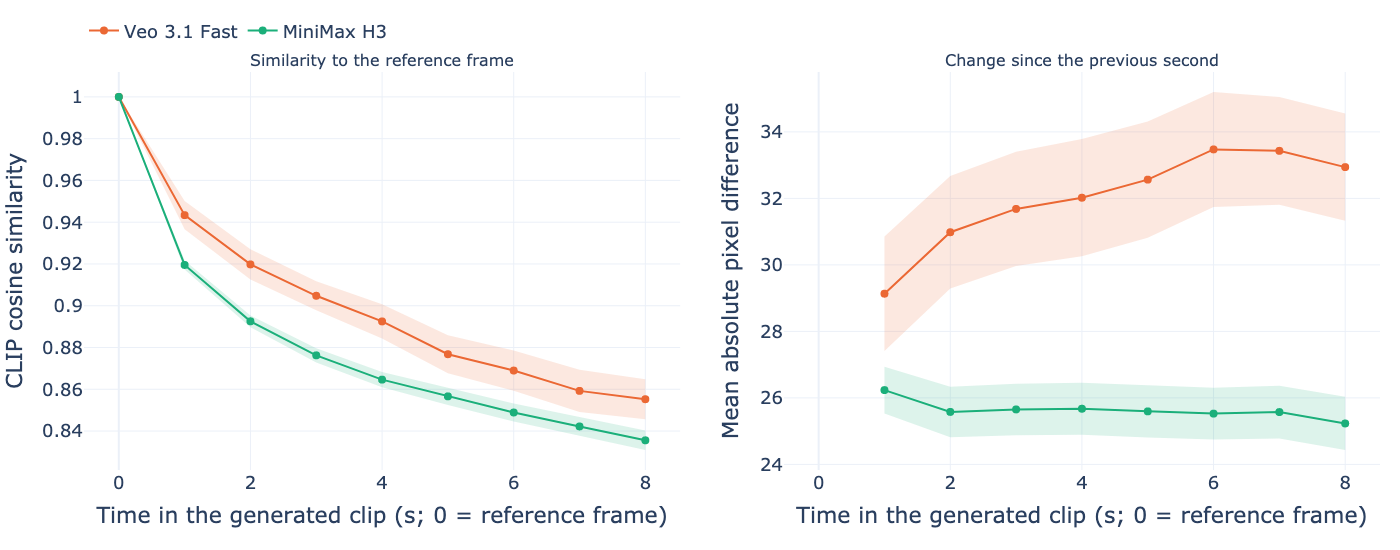 Veo 3.1 Fast
MiniMax H3
Similarity to the reference frame
CLIP cosine similarity
1
0.98
0.96
0.94
0.92
0.9
0.88
0.86
0.84
0 2 4 6 8
Time in the generated clip (s; 0 = reference frame)
Change since the previous second
Mean absolute pixel difference
34
32
30
28
26
24
0 2 4 6 8
Time in the generated clip (s; 0 = reference frame)